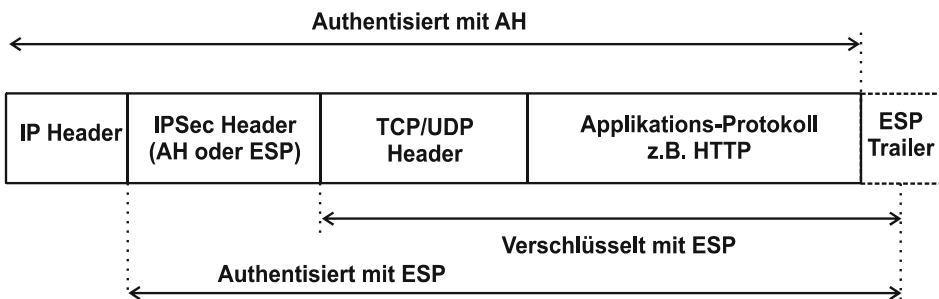 Authentisiert mit AH
IP Header
IPSec Header
(AH oder ESP)
TCP/UDP
Header
Applikations-Protokoll
z.B. HTTP
ESP
Trailer
Verschlüsselt mit ESP
Authentisiert mit ESP